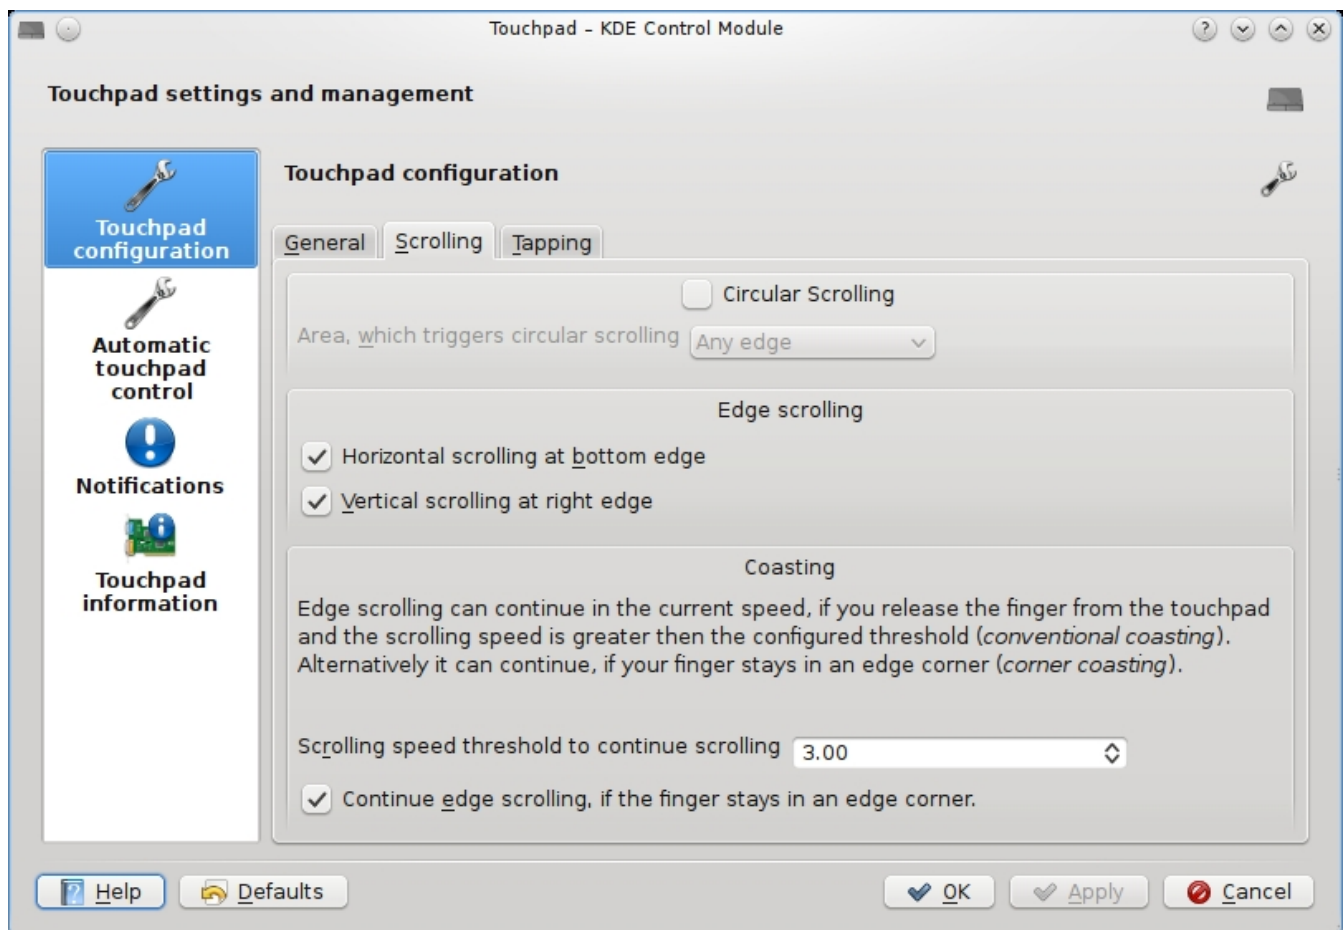 Touchpad – KDE Control Module
Touchpad settings and management
Touchpad
configuration
Automatic
touchpad
control
Notifications
Touchpad
information
Touchpad configuration
General Scrolling Tapping
Circular Scrolling
Area, which triggers circular scrolling Any edge
Edge scrolling
Horizontal scrolling at bottom edge
Vertical scrolling at right edge
Coasting
Edge scrolling can continue in the current speed, if you release the finger from the touchpad
and the scrolling speed is greater then the configured threshold (conventional coasting).
Alternatively it can continue, if your finger stays in an edge corner (corner coasting).
Scrolling speed threshold to continue scrolling 3.00
Continue edge scrolling, if the finger stays in an edge corner.
Help Defaults OK Apply Cancel